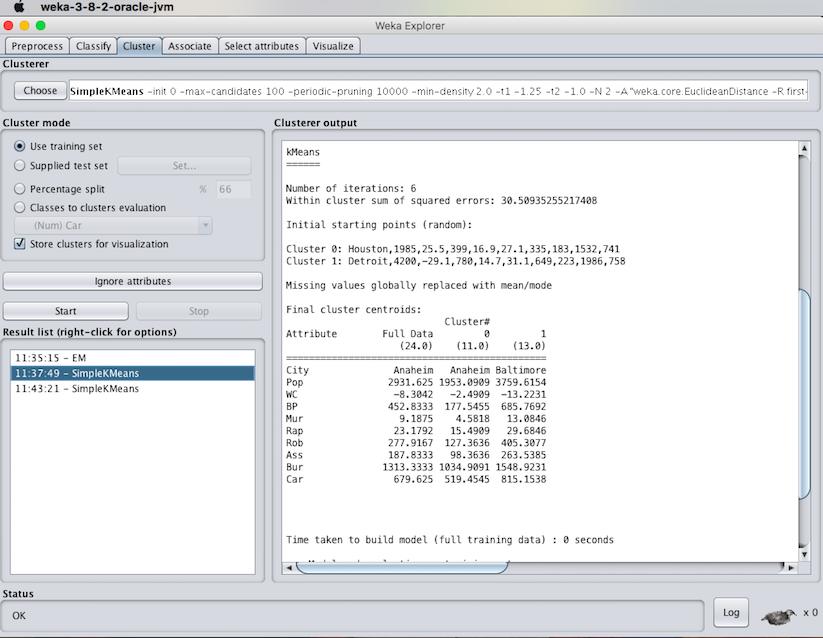 weka-3-8-2-oracle-jvm
Weka Explorer
Preprocess Classify Cluster Associate Select attributes Visualize
Clusterer
Choose SimpleKMeans -init 0 -max-candidates 100 -periodic-pruning 10000 -min-density 2.0 -t1 -1.25 -t2 -1.0 -N 2 -A "weka.core.EuclideanDistance -R first-
Cluster mode
Use training set
Supplied test set Set...
Percentage split % 66
Classes to clusters evaluation
(Num) Car
Store clusters for visualization
Ignore attributes
Start Stop
Result list (right-click for options)
11:35:15 - EM
11:37:49 - SimpleKMeans
11:43:21 - SimpleKMeans
Clusterer output
kMeans
======
Number of iterations: 6
Within cluster sum of squared errors: 30.50935255217408
Initial starting points (random):
Cluster 0: Houston,1985,25.5,399,16.9,27.1,335,183,1532,741
Cluster 1: Detroit,4200,-29.1,780,14.7,31.1,649,223,1986,758
Missing values globally replaced with mean/mode
Final cluster centroids:
Cluster#
Attribute Full Data 0 1
(24.0) (11.0) (13.0)
============================================
City Anaheim Anaheim Baltimore
Pop 2931.625 1953.0909 3759.6154
WC -8.3042 -2.4909 -13.2231
BP 452.8333 177.5455 685.7692
Mur 9.1875 4.5818 13.0846
Rap 23.1792 15.4909 29.6846
Rob 277.9167 127.3636 405.3077
Ass 187.8333 98.3636 263.5385
Bur 1313.3333 1034.9091 1548.9231
Car 679.625 519.4545 815.1538
Time taken to build model (full training data) : 0 seconds
Status
OK
Log x 0